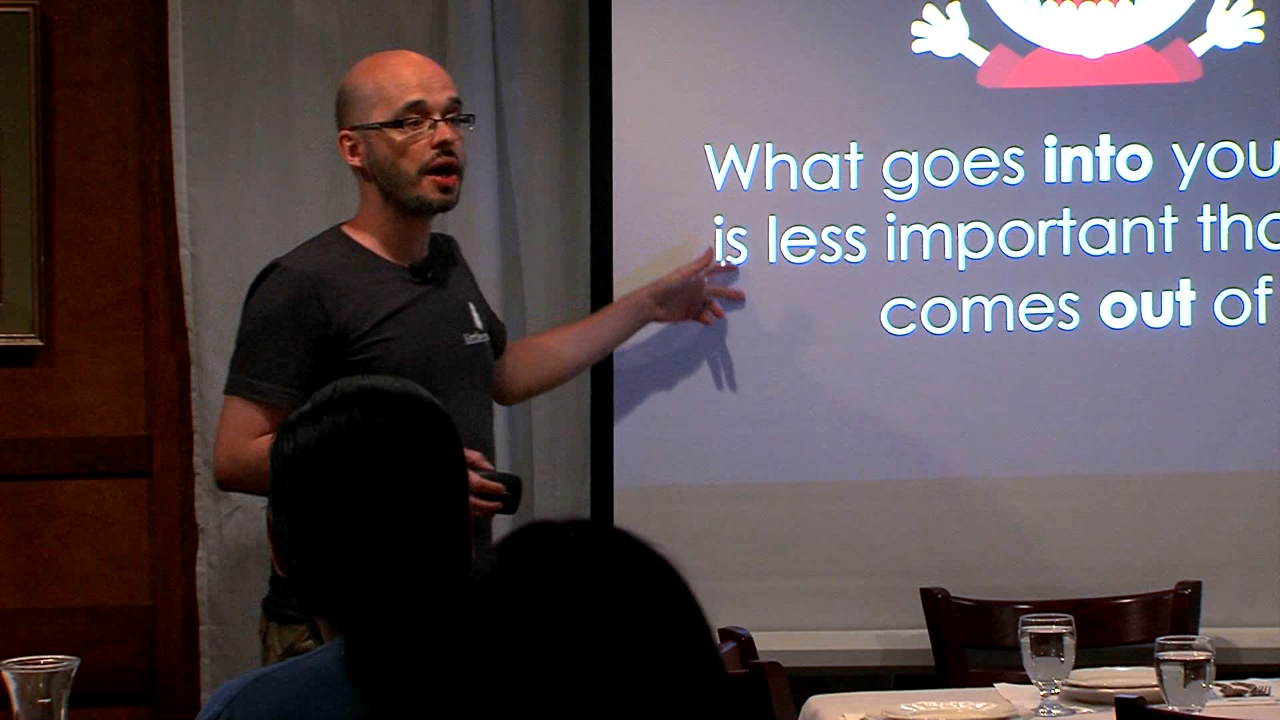 What goes into you
is less important tha
comes out of